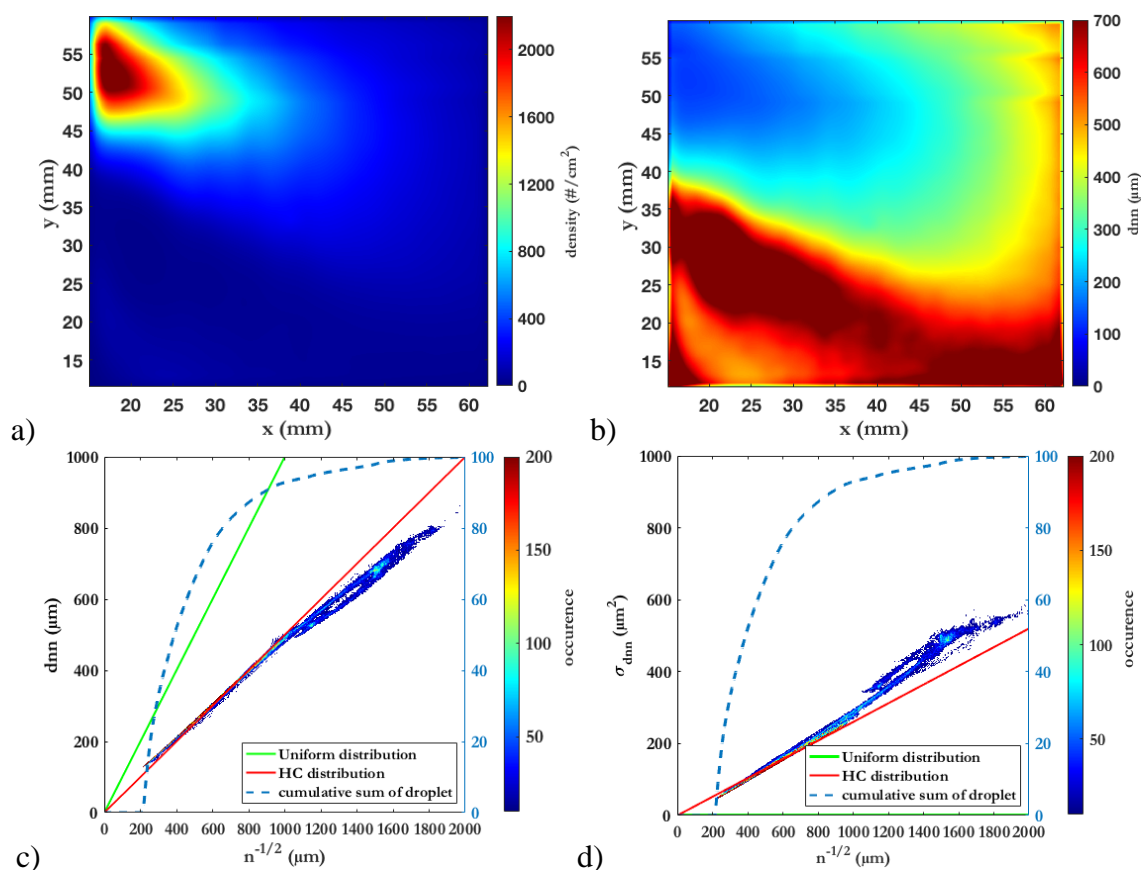 55
50
45
40
35
30
25
20
15
y (mm)
20 25 30 35 40 45 50 55 60
x (mm)
2000
1600
1200
800
400
0
density (#/cm²)
a)
55
50
45
40
35
30
25
20
15
y (mm)
20 25 30 35 40 45 50 55 60
x (mm)
700
600
500
400
300
200
100
0
dnn (µm)
b)
1000
800
600
400
200
0
dnn (µm)
0 200 400 600 800 1000 1200 1400 1600 1800 2000
n⁻¹/² (µm)
100
80
60
40
20
0
200
150
100
50
occurence
Uniform distribution
HC distribution
cumulative sum of droplet
c)
1000
800
600
400
200
0
σ dnn (µm²)
0 200 400 600 800 1000 1200 1400 1600 1800 2000
n⁻¹/² (µm)
100
80
60
40
20
0
200
150
100
50
occurence
Uniform distribution
HC distribution
cumulative sum of droplet
d)